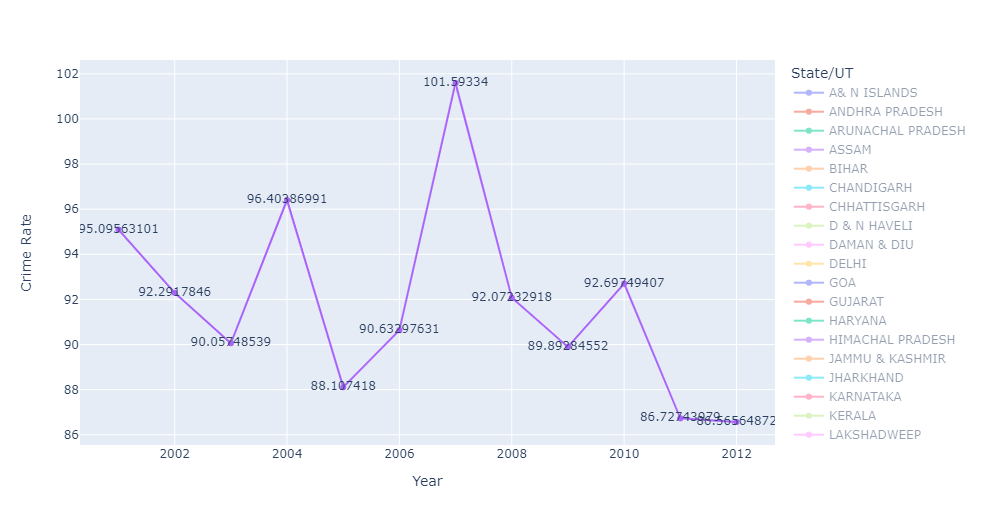 102
100
98
96
94
92
90
88
86
Crime Rate
101.59334
96.40386991
95.09563101
92.2917846
90.05748539
88.107418
90.63297631
92.07232918
89.89284552
92.69749407
2002
2004
2006
2008
2010
2012
Year
State/UT
A& N ISLANDS
ANDHRA PRADESH
ARUNACHAL PRADESH
ASSAM
BIHAR
CHANDIGARH
CHHATTISGARH
D & N HAVELI
DAMAN & DIU
DELHI
GOA
GUJARAT
HARYANA
HIMACHAL PRADESH
JAMMU & KASHMIR
JHARKHAND
KARNATAKA
KERALA
LAKSHADWEEP